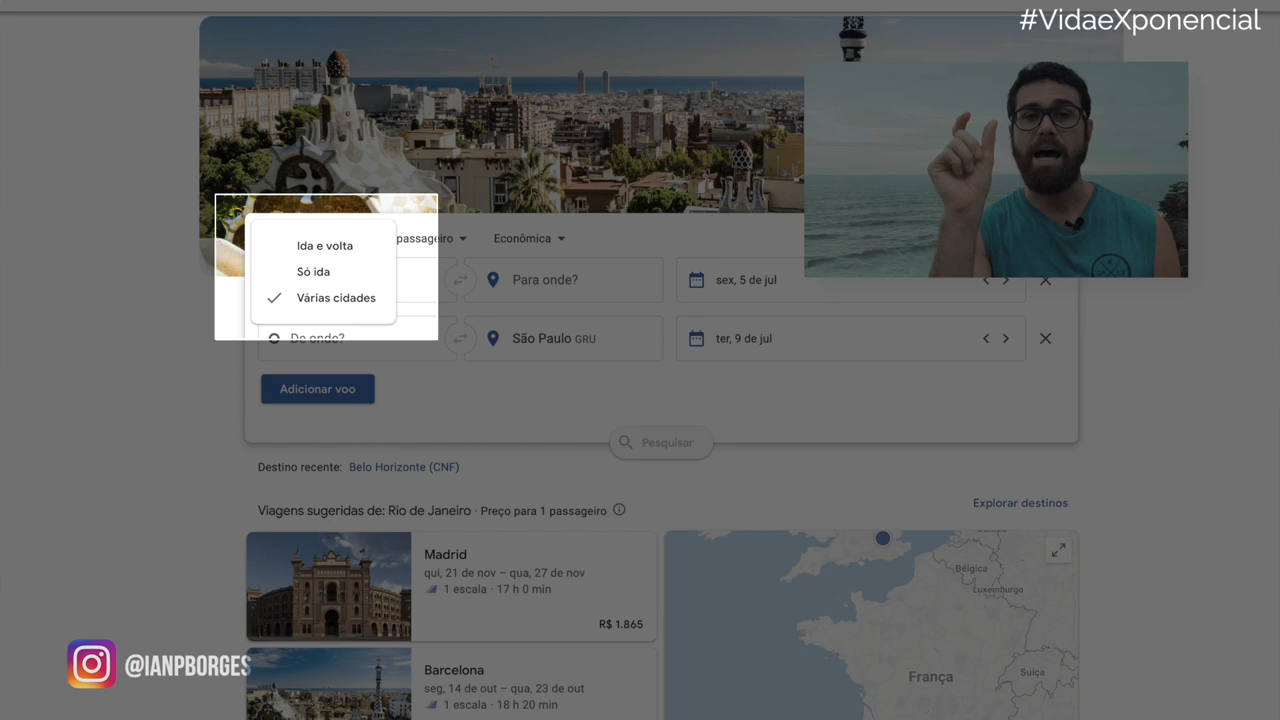 #VidaeXponencial
Ida e volta
Só ida
Várias cidades
passageiro
Econômica
Para onde?
sex, 5 de jul
De onde?
São Paulo GRU
ter, 9 de jul
Adicionar voo
Pesquisar
Destino recente: Belo Horizonte (CNF)
Viagens sugeridas de: Rio de Janeiro · Preço para 1 passageiro
Explorar destinos
Madrid
qui, 21 de nov – qua, 27 de nov
1 escala · 17 h 0 min
R$ 1.865
Barcelona
seg, 14 de out – qua, 23 de out
1 escala · 18 h 20 min
Bélgica
Luxemburgo
França
Suíça
@IANPBORGES